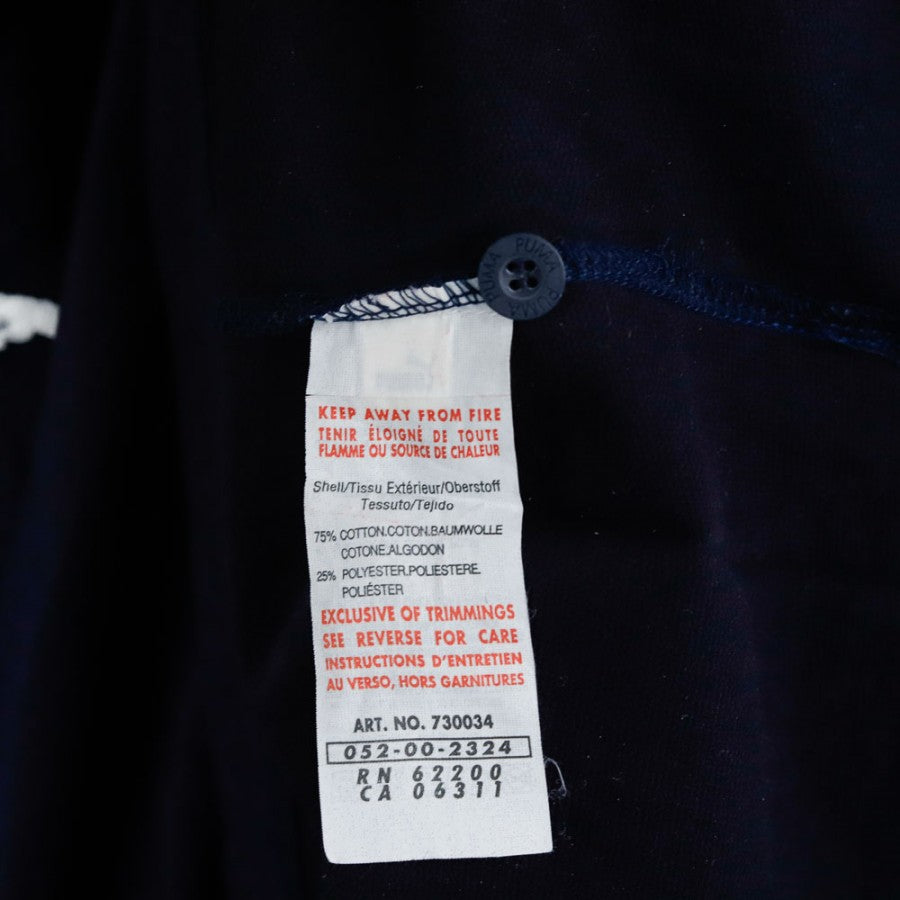 PUMA PUMA PUMA
KEEP AWAY FROM FIRE
TENIR ÉLOIGNÉ DE TOUTE
FLAMME OU SOURCE DE CHALEUR
Shell/Tissu Extérieur/Oberstoff
Tessuto/Tejido
75% COTTON.COTON.BAUMWOLLE
COTONE.ALGODON
25% POLYESTER.POLIESTERE.
POLIÉSTER
EXCLUSIVE OF TRIMMINGS
SEE REVERSE FOR CARE
INSTRUCTIONS D'ENTRETIEN
AU VERSO, HORS GARNITURES
ART. NO. 730034
052-00-2324
RN 62200
CA 06311